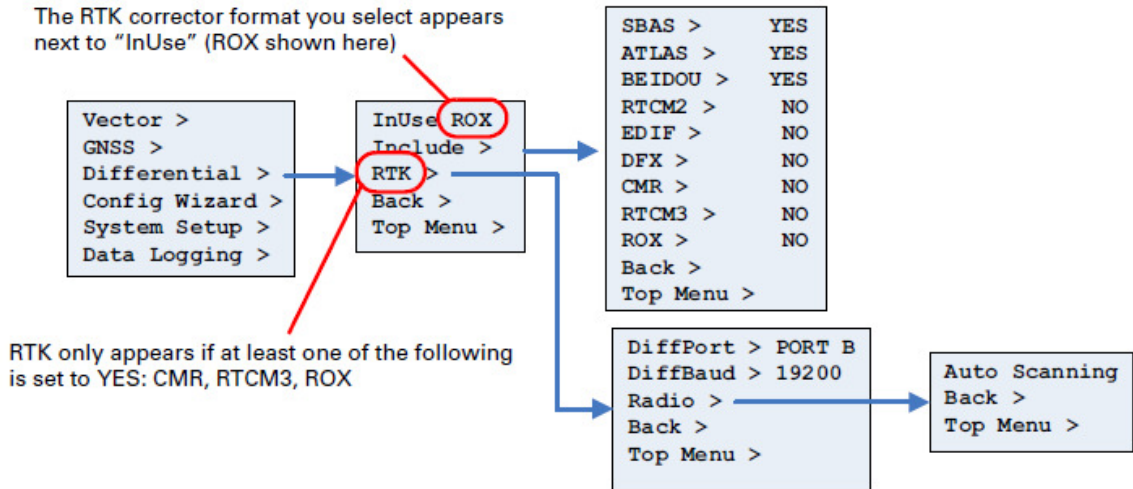 The RTK corrector format you select appears
next to “InUse” (ROX shown here)
Vector >
GNSS >
Differential >
Config Wizard >
System Setup >
Data Logging >
InUse ROX
Include >
RTK >
Back >
Top Menu >
SBAS > YES
ATLAS > YES
BEIDOU > YES
RTCM2 > NO
EDIF > NO
DFX > NO
CMR > NO
RTCM3 > NO
ROX > NO
Back >
Top Menu >
RTK only appears if at least one of the following
is set to YES: CMR, RTCM3, ROX
DiffPort > PORT B
DiffBaud > 19200
Radio >
Back >
Top Menu >
Auto Scanning
Back >
Top Menu >